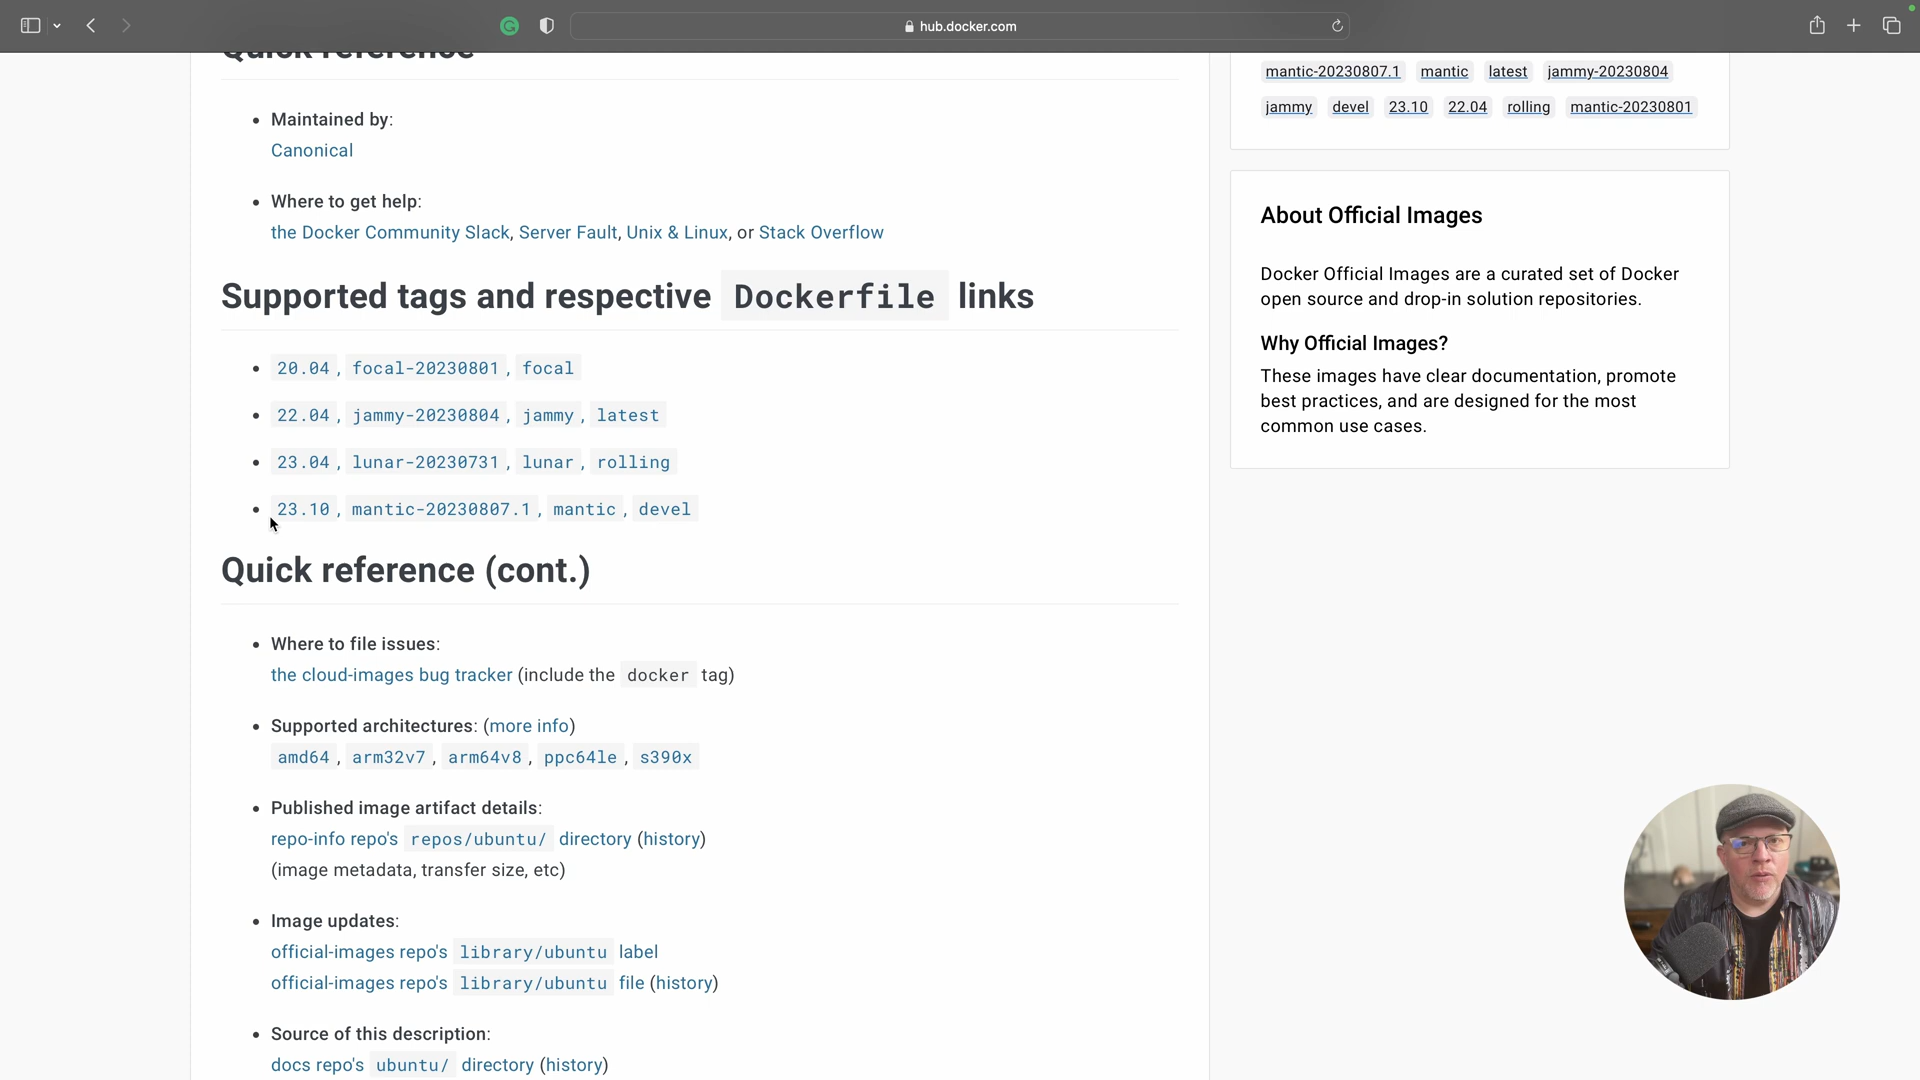 hub.docker.com
Quick reference
Maintained by:
Canonical
Where to get help:
the Docker Community Slack, Server Fault, Unix & Linux, or Stack Overflow
Supported tags and respective Dockerfile links
20.04, focal-20230801, focal
22.04, jammy-20230804, jammy, latest
23.04, lunar-20230731, lunar, rolling
23.10, mantic-20230807.1, mantic, devel
Quick reference (cont.)
Where to file issues:
the cloud-images bug tracker (include the docker tag)
Supported architectures: (more info)
amd64, arm32v7, arm64v8, ppc64le, s390x
Published image artifact details:
repo-info repo's repos/ubuntu/ directory (history)
(image metadata, transfer size, etc)
Image updates:
official-images repo's library/ubuntu label
official-images repo's library/ubuntu file (history)
Source of this description:
docs repo's ubuntu/ directory (history)
mantic-20230807.1 mantic latest jammy-20230804
jammy devel 23.10 22.04 rolling mantic-20230801
About Official Images
Docker Official Images are a curated set of Docker
open source and drop-in solution repositories.
Why Official Images?
These images have clear documentation, promote
best practices, and are designed for the most
common use cases.